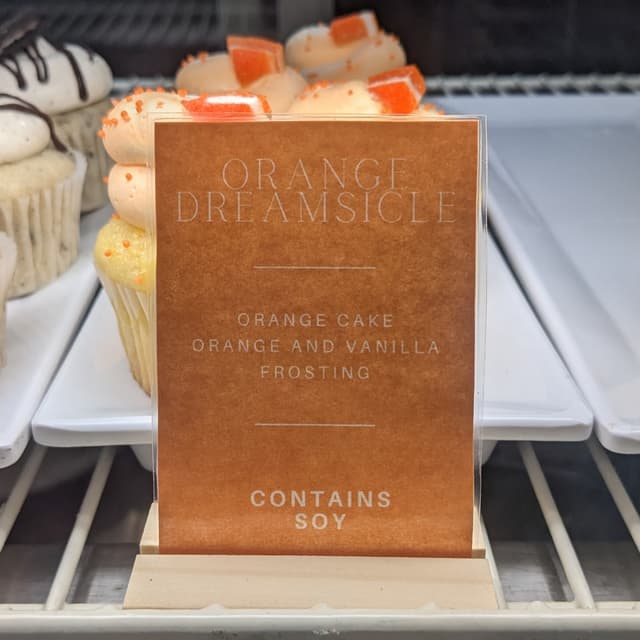 ORANGE
DREAMSICLE
ORANGE CAKE
ORANGE AND VANILLA
FROSTING
CONTAINS
SOY